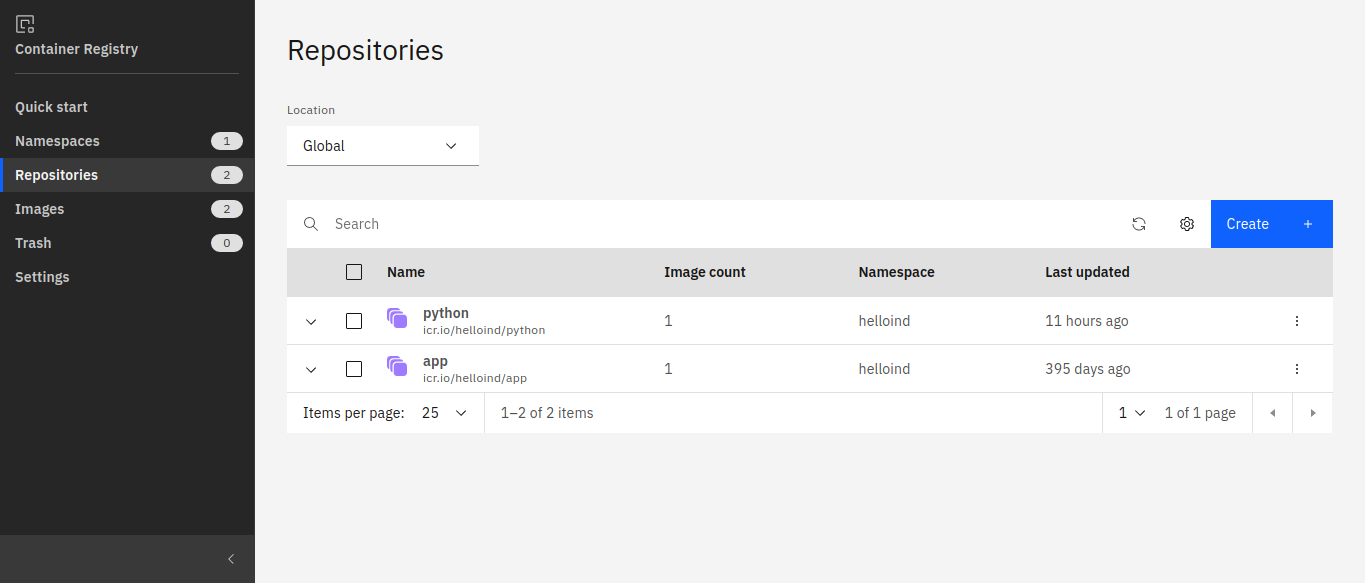 Container Registry
Quick start
Namespaces 1
Repositories 2
Images 2
Trash 0
Settings
Repositories
Location
Global
Search
Create +
Name Image count Namespace Last updated
python 1 helloind 11 hours ago
icr.io/helloind/python
app 1 helloind 395 days ago
icr.io/helloind/app
Items per page: 25 1–2 of 2 items 1 1 of 1 page